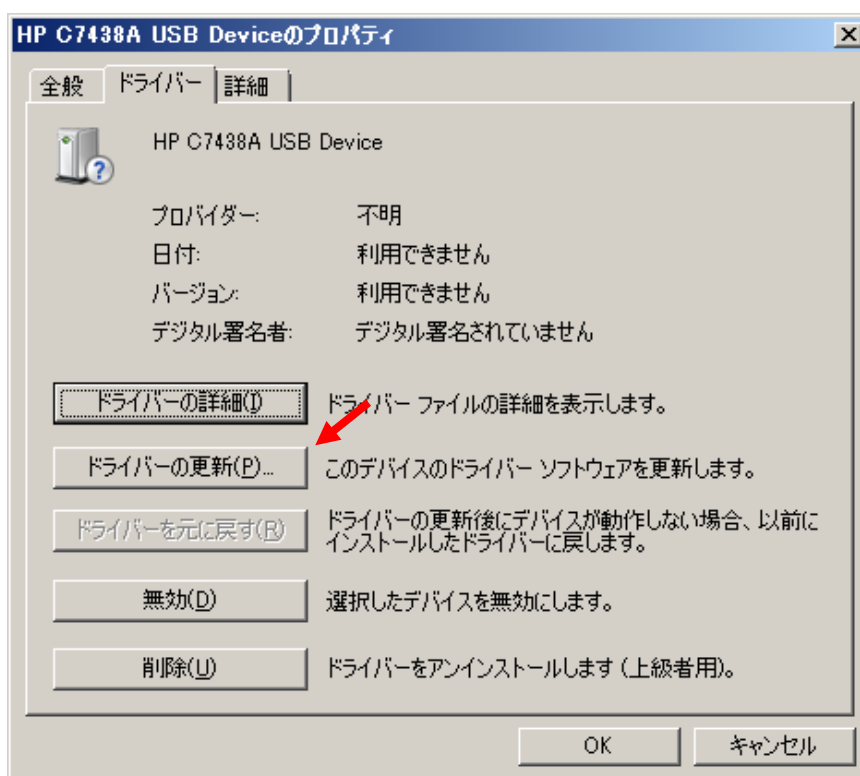 HP C7438A USB Deviceのプロパティ
全般 ドライバー 詳細
HP C7438A USB Device
プロバイダー: 不明
日付: 利用できません
バージョン: 利用できません
デジタル署名者: デジタル署名されていません
ドライバーの詳細(I) ドライバー ファイルの詳細を表示します。
ドライバーの更新(P)... このデバイスのドライバー ソフトウェアを更新します。
ドライバーを元に戻す(R) ドライバーの更新後にデバイスが動作しない場合、以前に
インストールしたドライバーに戻します。
無効(D) 選択したデバイスを無効にします。
削除(U) ドライバーをアンインストールします (上級者用)。
OK キャンセル